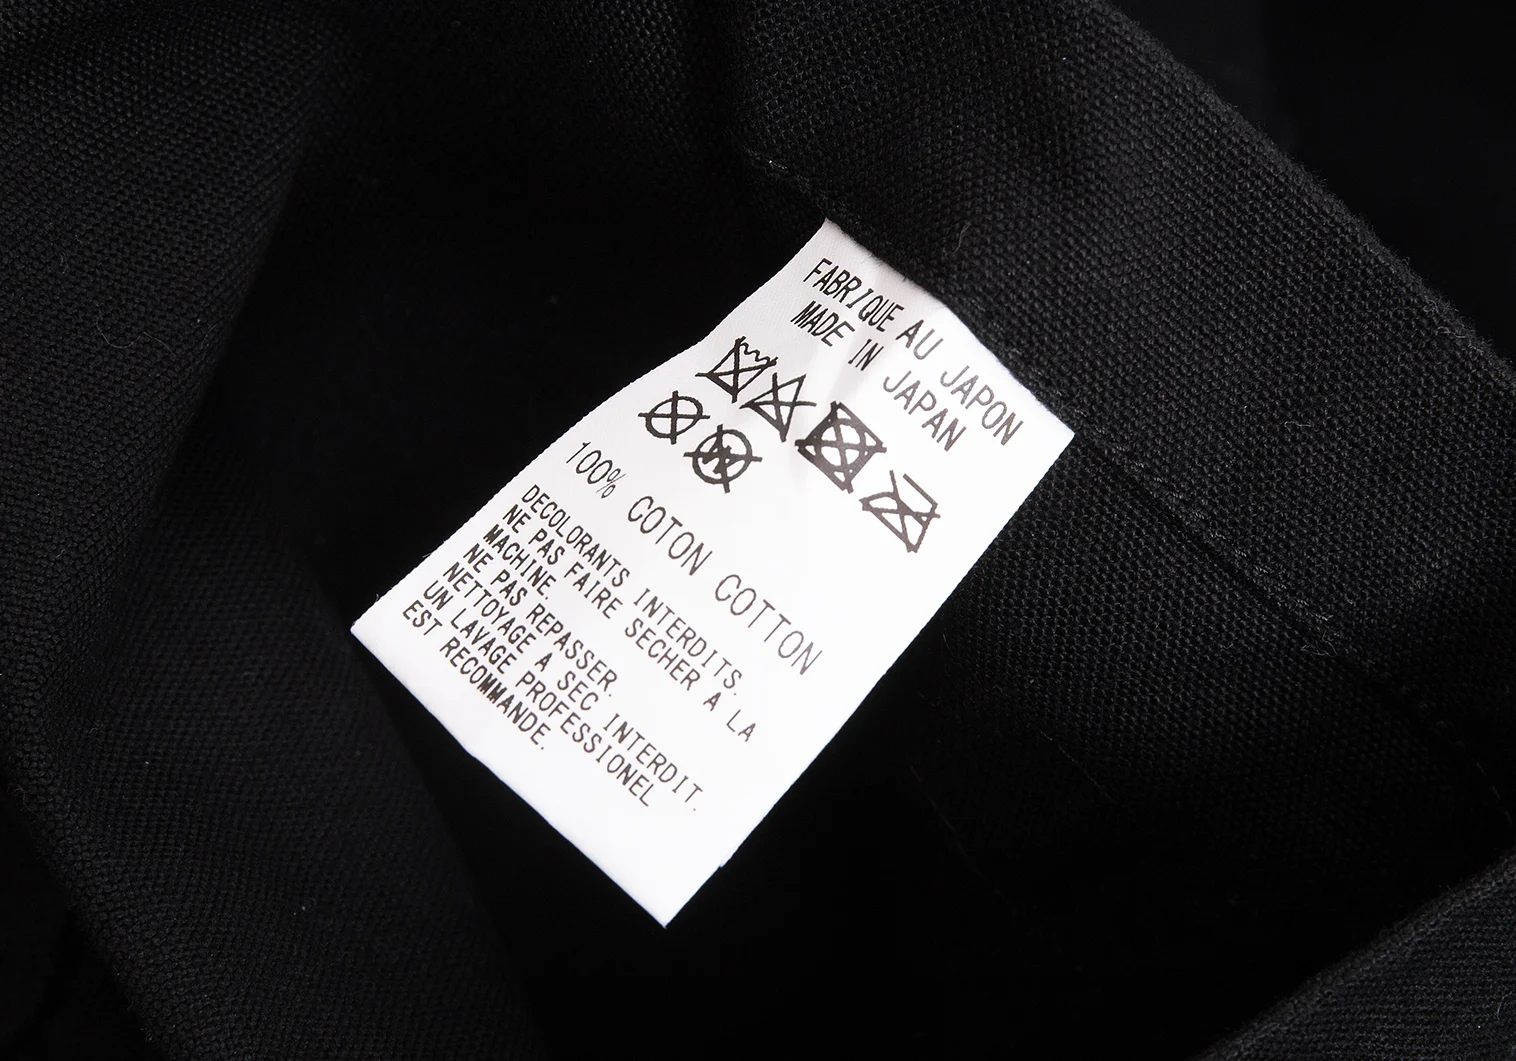 FABRIQUE AU JAPON
MADE IN JAPAN
100% COTON COTTON
DECOLORANTS INTERDITS.
NE PAS FAIRE SECHER A LA
MACHINE.
NE PAS REPASSER.
NETTOYAGE A SEC INTERDIT.
UN LAVAGE PROFESSIONEL
EST RECOMMANDE.